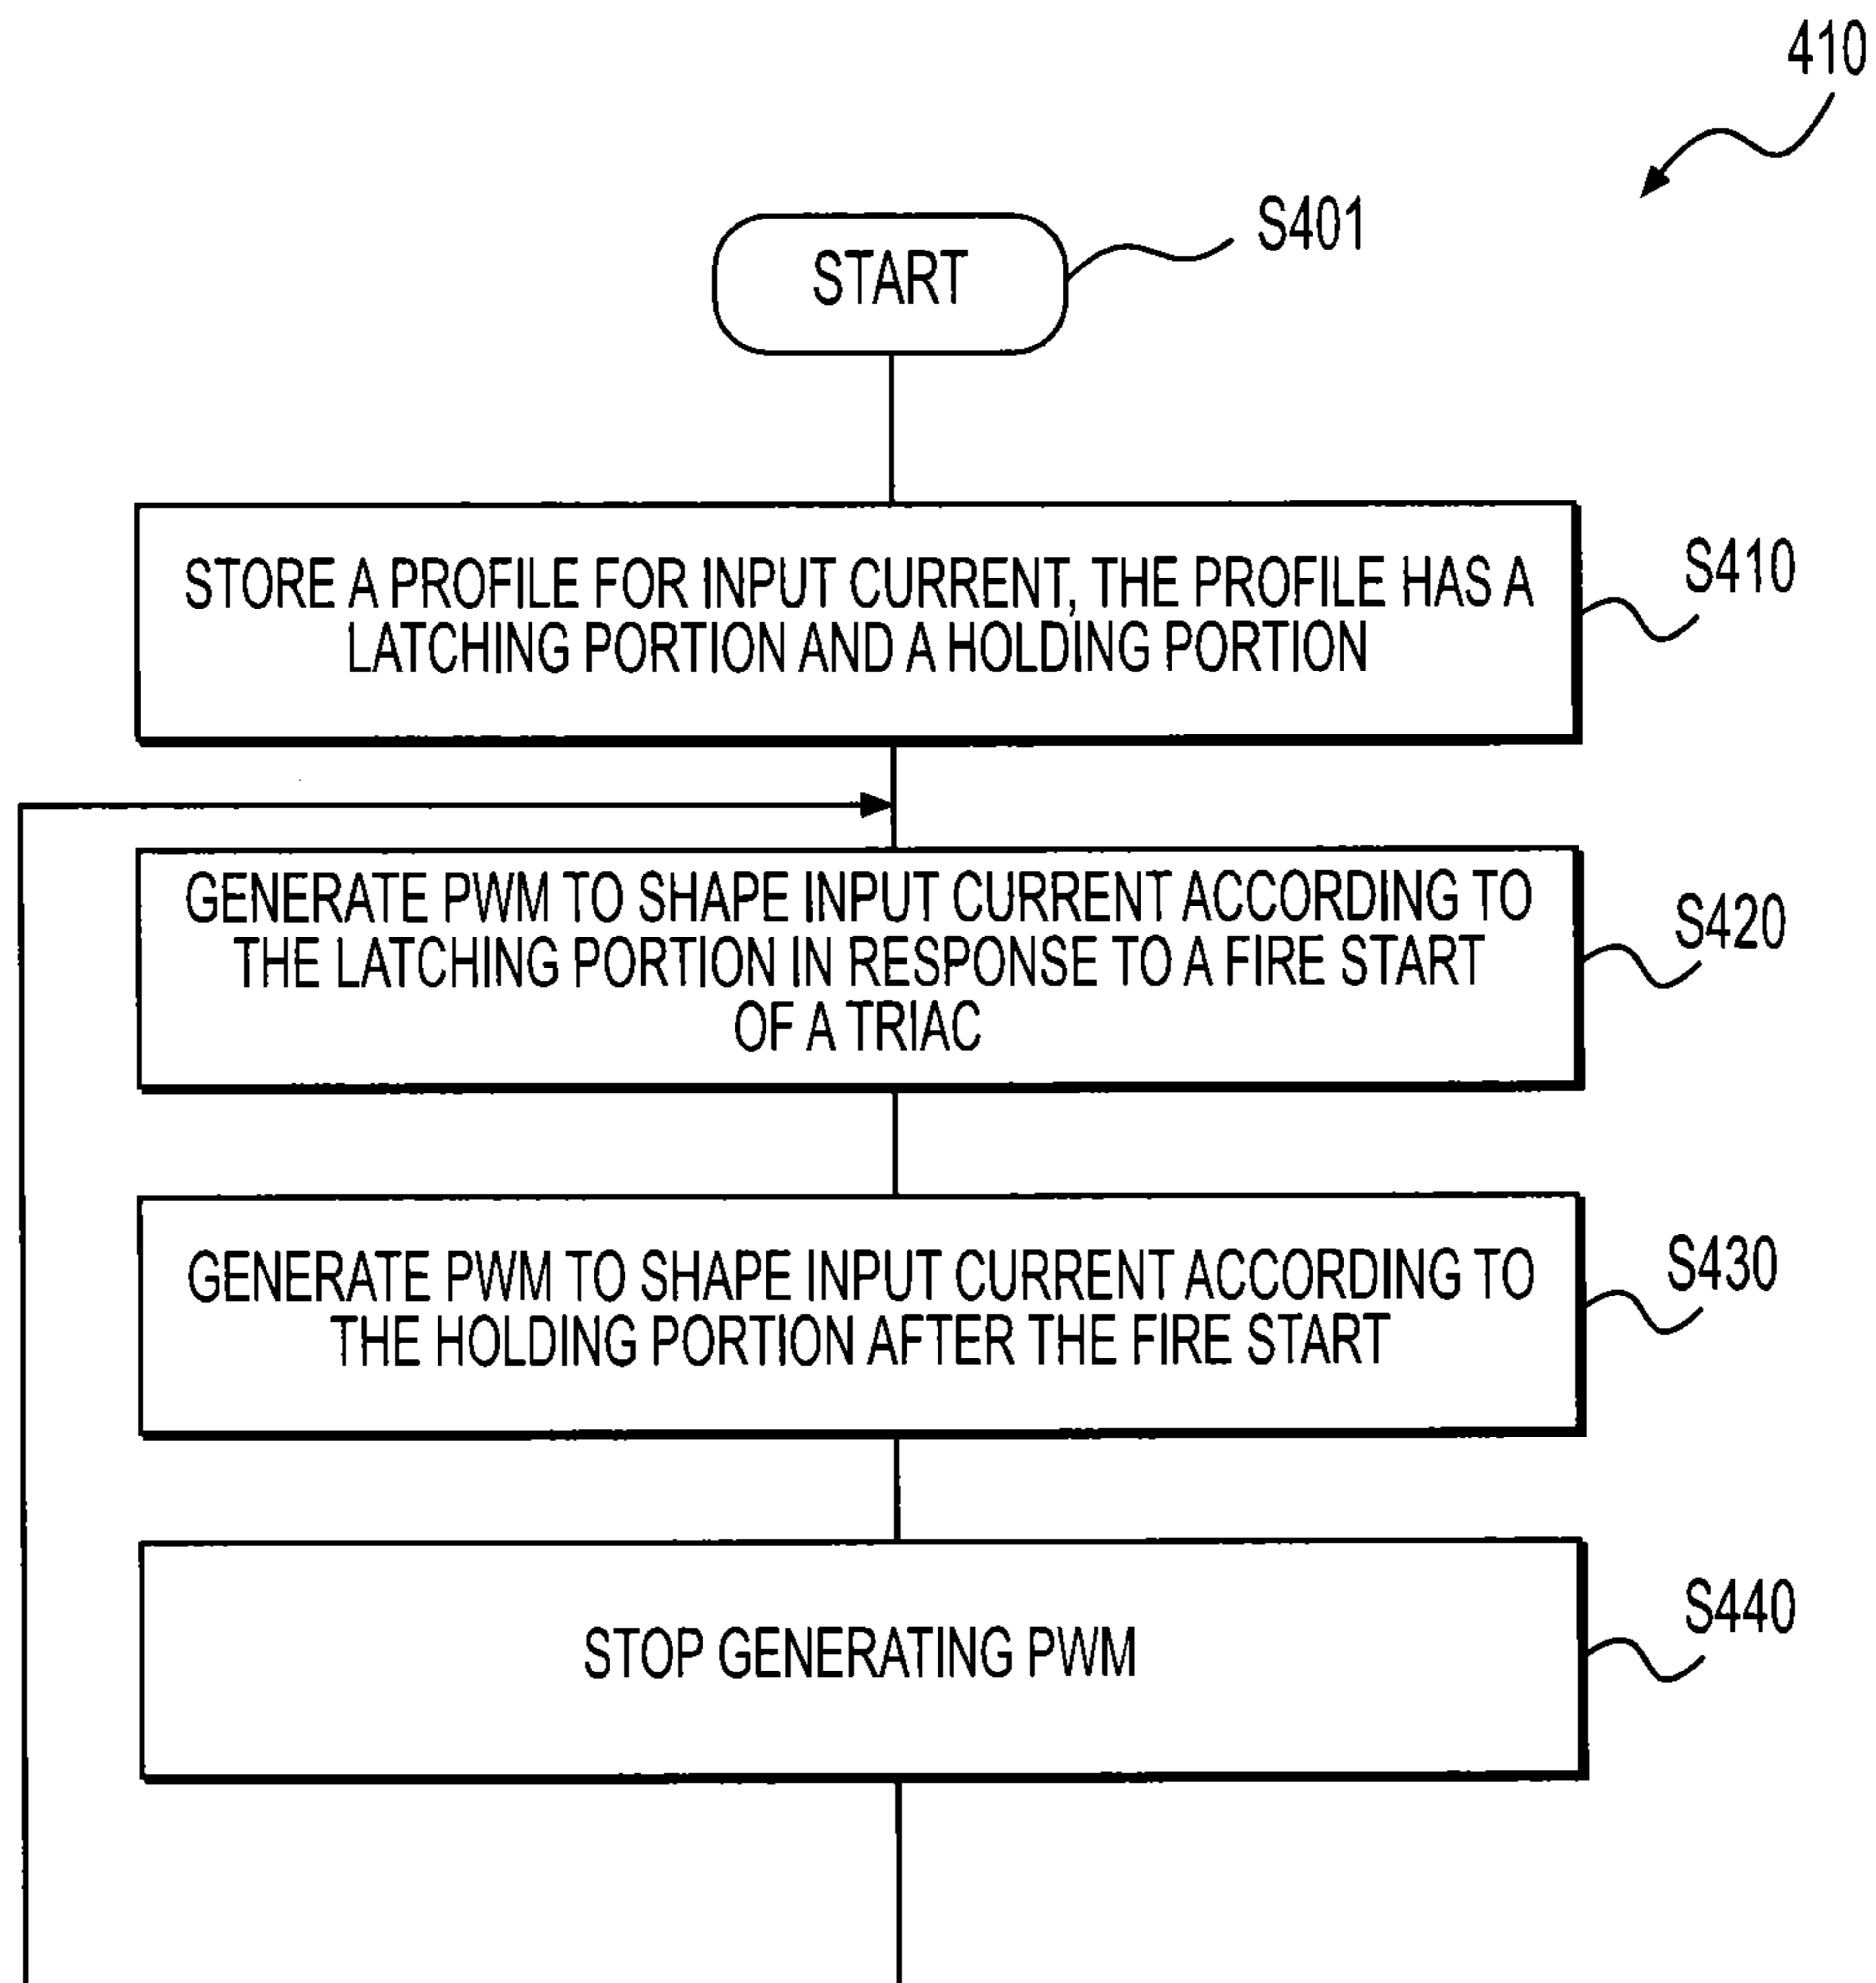 410
START
S401
STORE A PROFILE FOR INPUT CURRENT, THE PROFILE HAS A
LATCHING PORTION AND A HOLDING PORTION
S410
GENERATE PWM TO SHAPE INPUT CURRENT ACCORDING TO
THE LATCHING PORTION IN RESPONSE TO A FIRE START
OF A TRIAC
S420
GENERATE PWM TO SHAPE INPUT CURRENT ACCORDING TO
THE HOLDING PORTION AFTER THE FIRE START
S430
STOP GENERATING PWM
S440